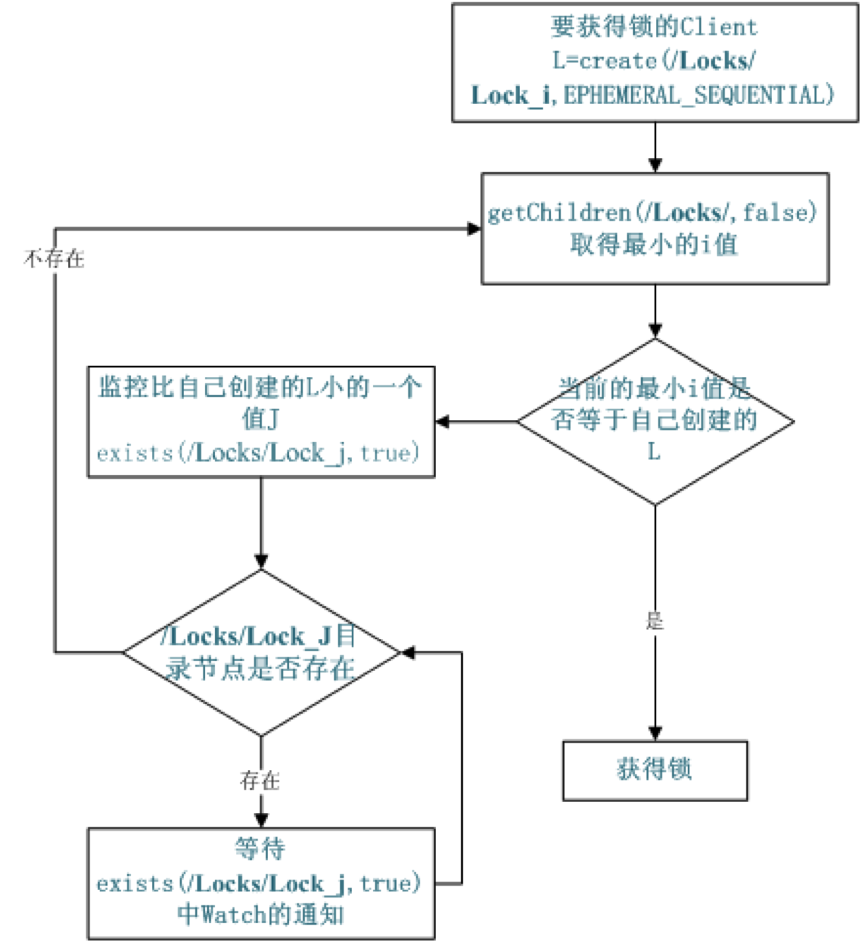 要获得锁的Client
L=create(/Locks/
Lock_i,EPHEMERAL_SEQUENTIAL)
getChildren(/Locks/,false)
取得最小的i值
不存在
当前的最小i值是
否等于自己创建的
L
监控比自己创建的L小的一个
值J
exists(/Locks/Lock_j,true)
/Locks/Lock_J目
录节点是否存在
是
获得锁
存在
等待
exists(/Locks/Lock_j,true)
中Watch的通知